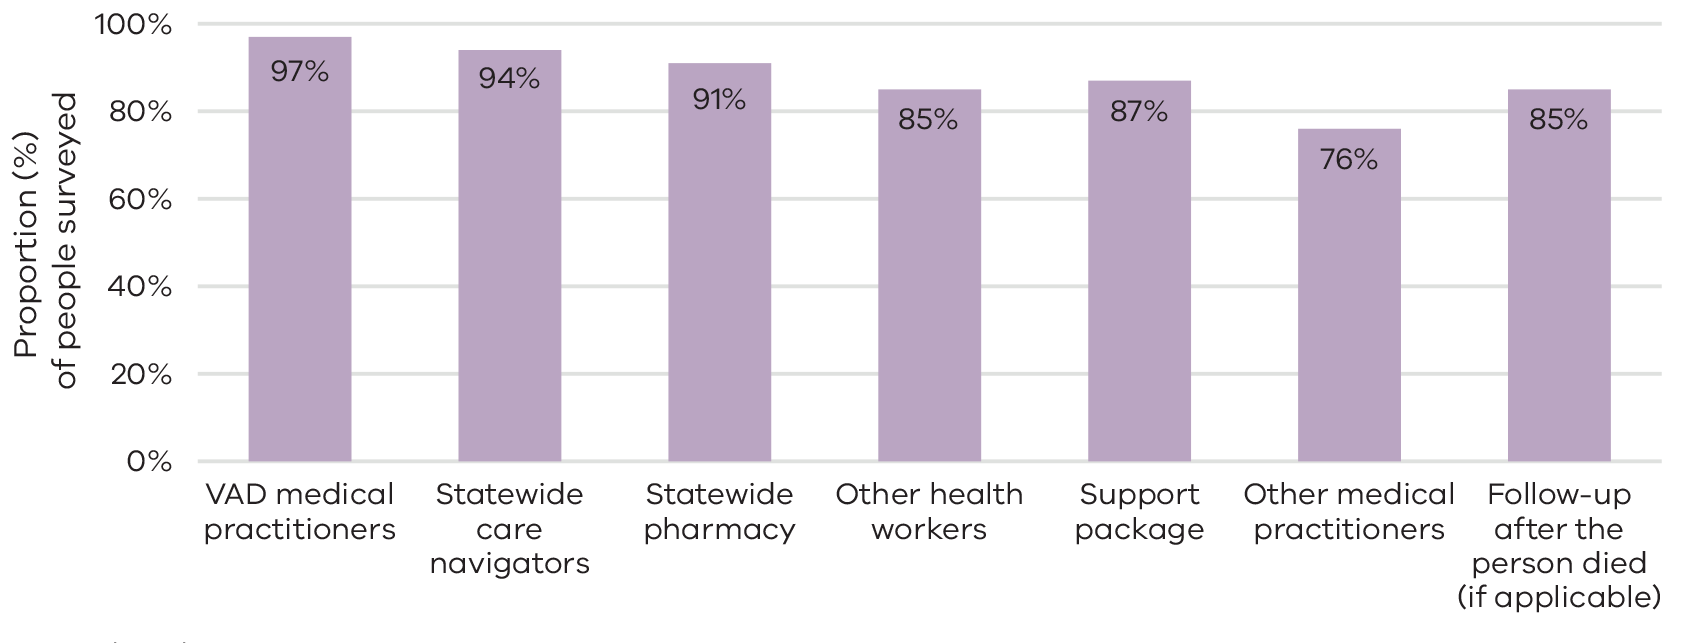 Proportion (%)
of people surveyed
100%
80%
60%
40%
20%
0%
97%
94%
91%
85%
87%
76%
85%
VAD medical
practitioners
Statewide
care
navigators
Statewide
pharmacy
Other health
workers
Support
package
Other medical
practitioners
Follow-up
after the
person died
(if applicable)